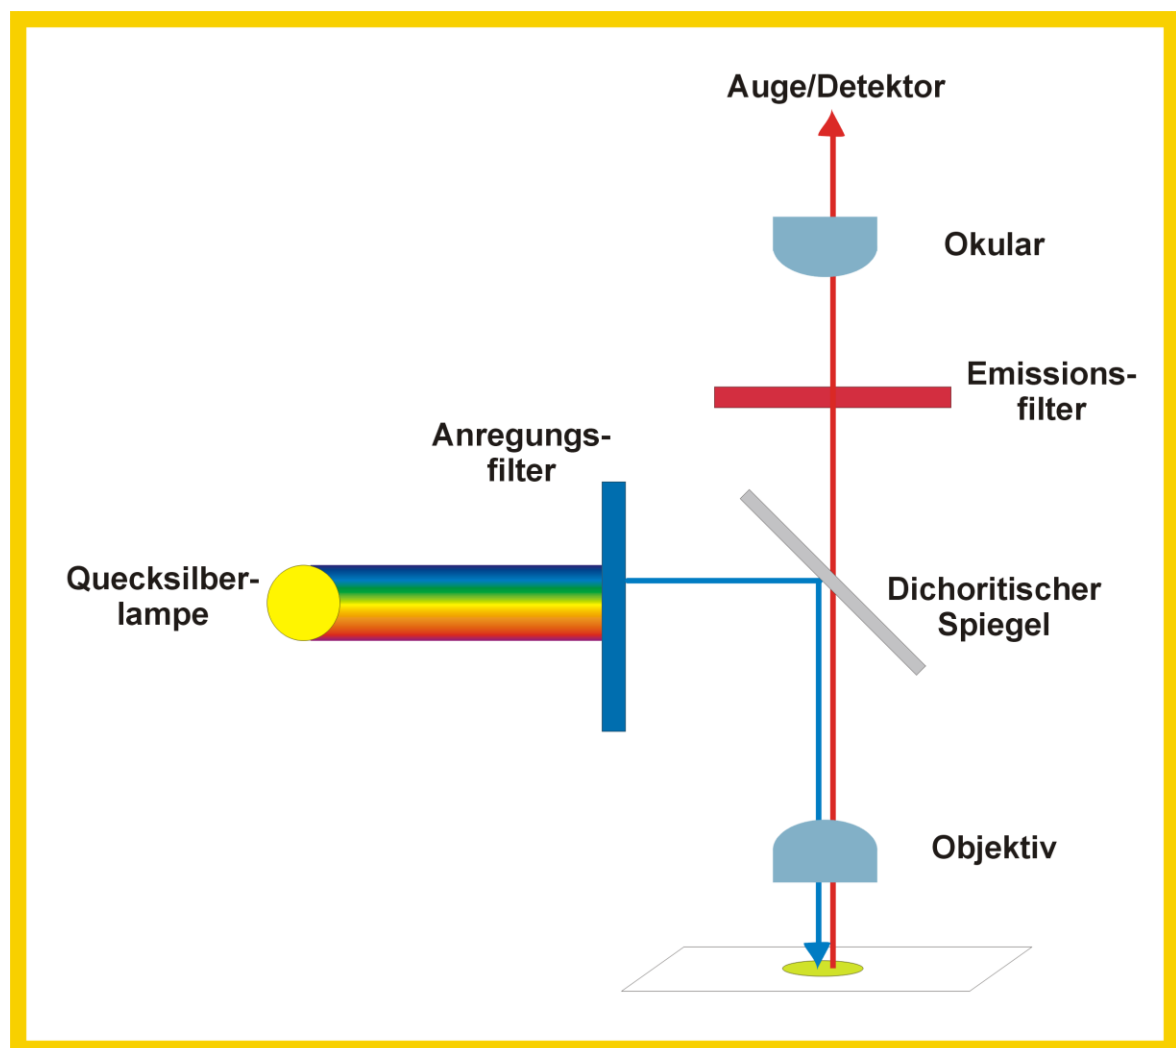 Auge/Detektor
Okular
Emissions-
filter
Anregungs-
filter
Quecksilber-
lampe
Dichoritischer
Spiegel
Objektiv